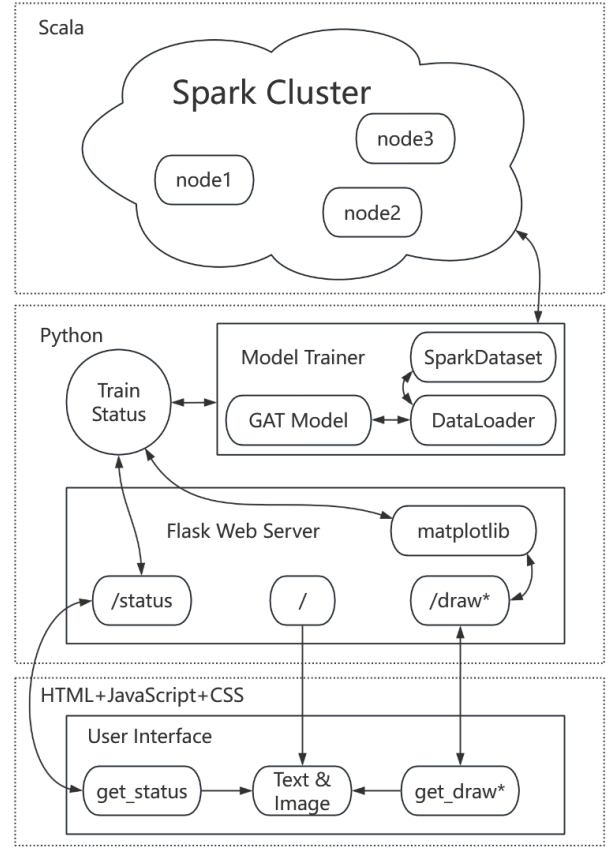 Scala
Spark Cluster
node3
node1
node2
Python
Model Trainer
SparkDataset
Train
Status
GAT Model
DataLoader
Flask Web Server
matplotlib
/status
/
/draw*
HTML+JavaScript+CSS
User Interface
get_status
Text &
Image
get_draw*